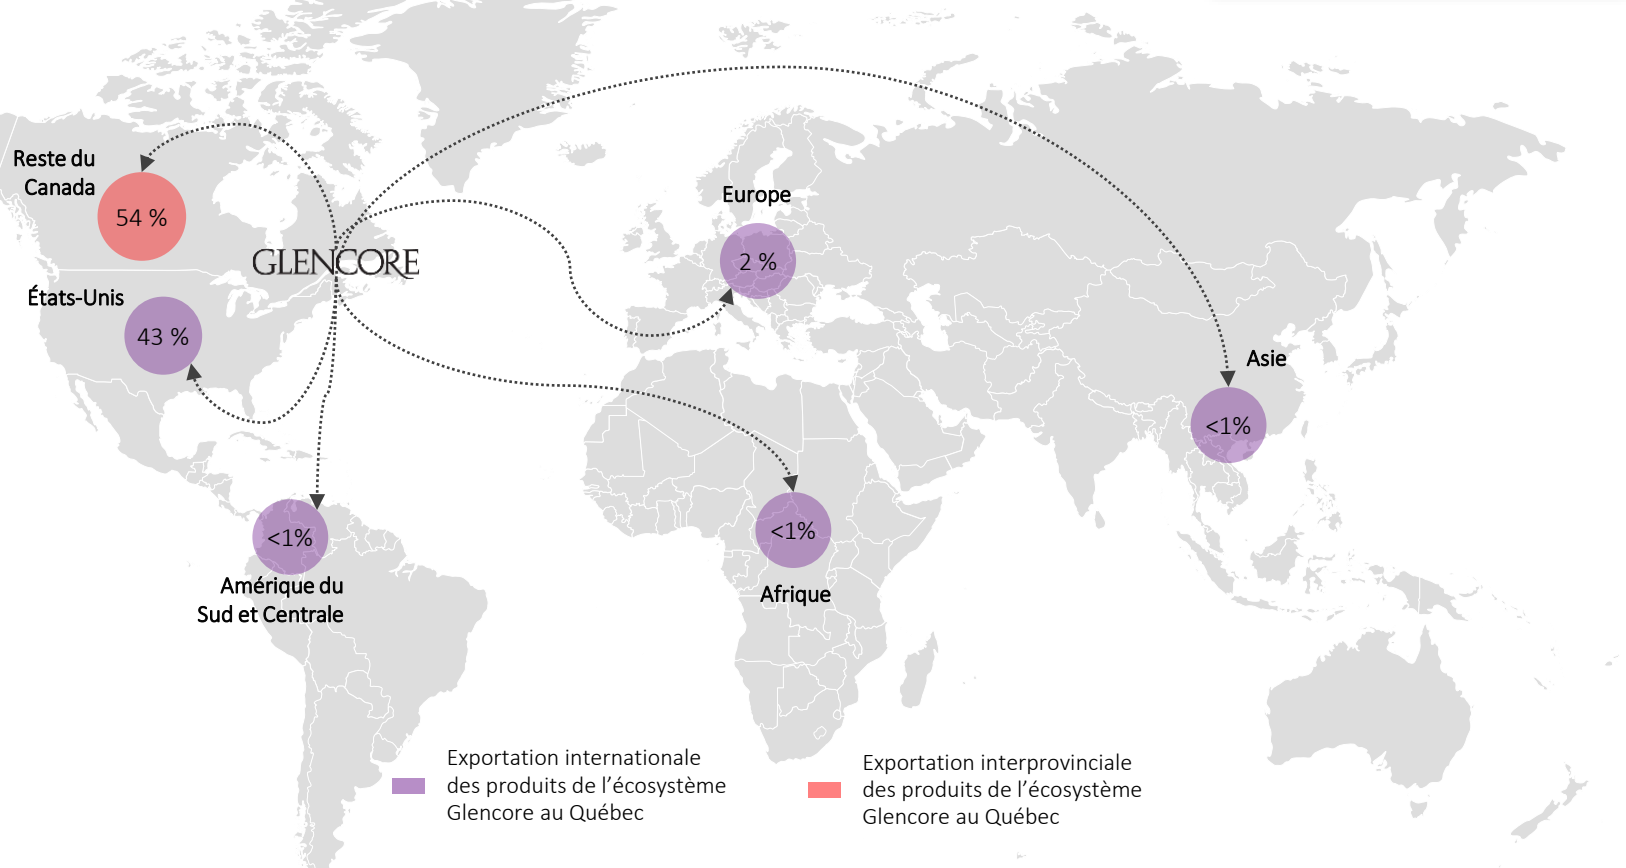 Reste du
Canada
54 %
GLENCORE
États-Unis
43 %
Europe
2 %
Asie
<1%
<1%
Amérique du
Sud et Centrale
<1%
Afrique
Exportation internationale
des produits de l'écosystème
Glencore au Québec
Exportation interprovinciale
des produits de l'écosystème
Glencore au Québec